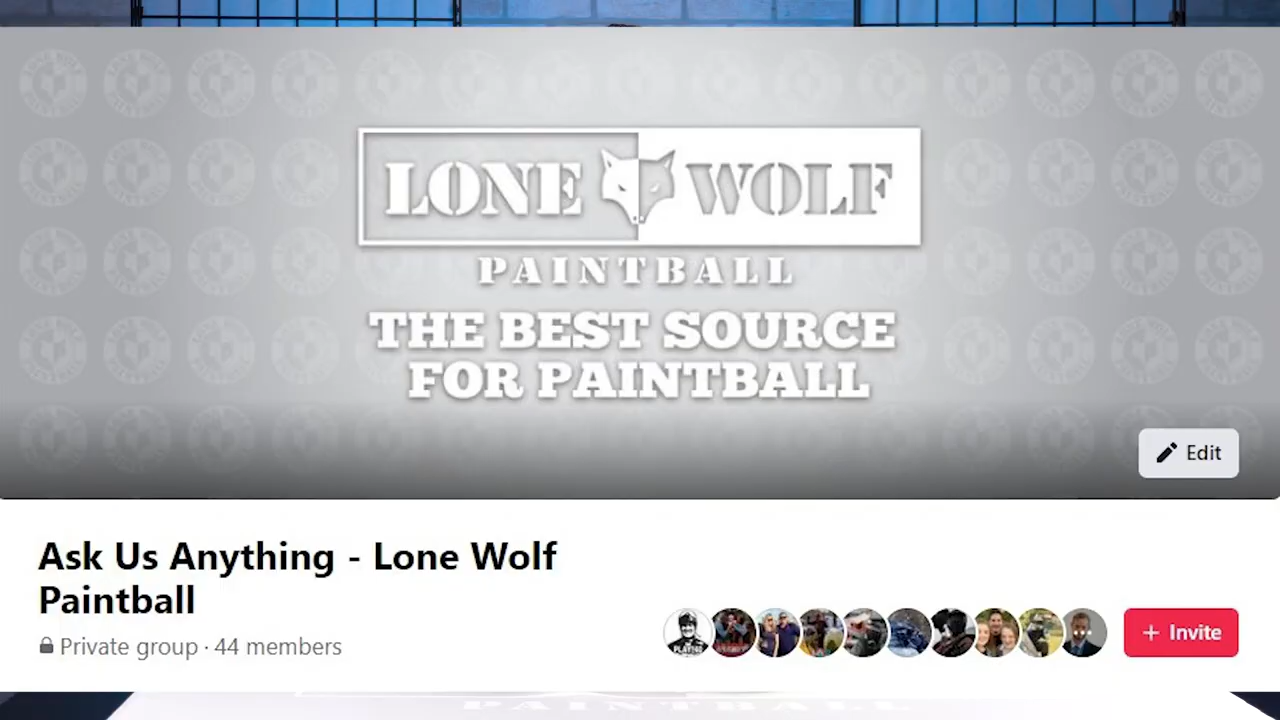 LONE WOLF
PAINTBALL
THE BEST SOURCE
FOR PAINTBALL
Edit
Ask Us Anything - Lone Wolf
Paintball
Private group · 44 members
+ Invite
PAINTBALL